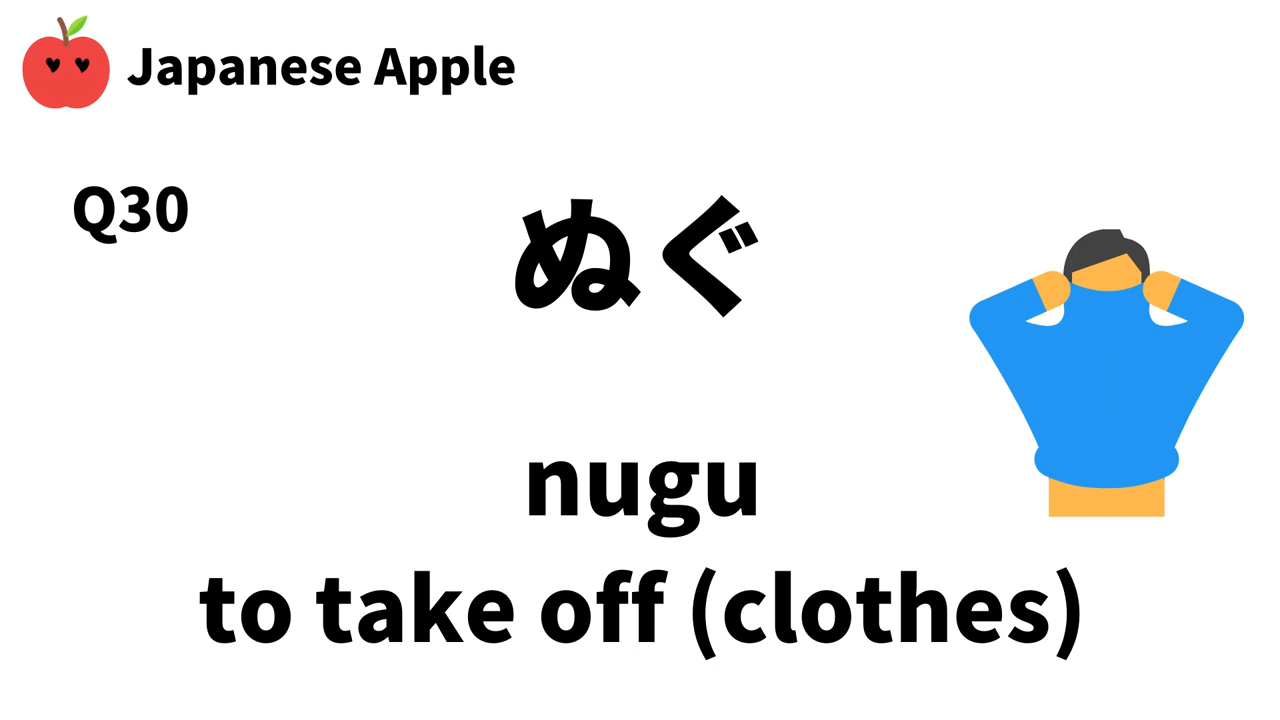 Japanese Apple
Q30
ぬぐ
nugu
to take off (clothes)